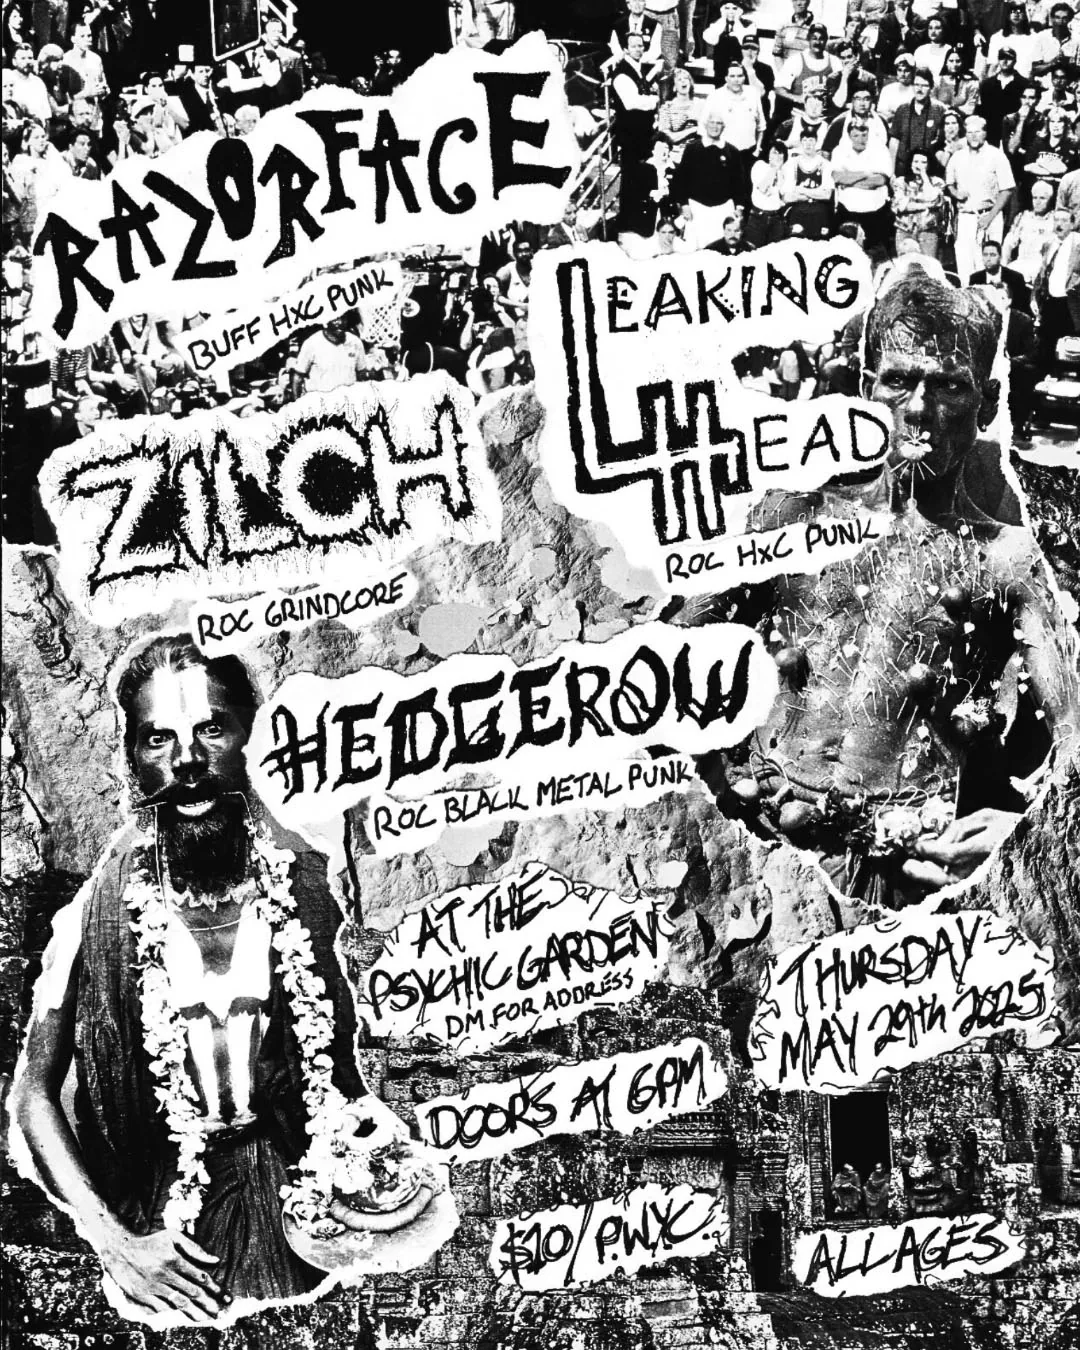 RAZORFACE
BUFF HXC PUNK
LEAKING
HEAD
ROC HxC PUNK
ZILCH
ROC GRINDCORE
HEDGEROW
ROC BLACK METAL PUNK
AT THE
PSYCHIC GARDEN
DM FOR ADDRESS
THURSDAY
MAY 29th 2025
DOORS AT 6PM
$10/P.W.Y.C.
ALL AGES